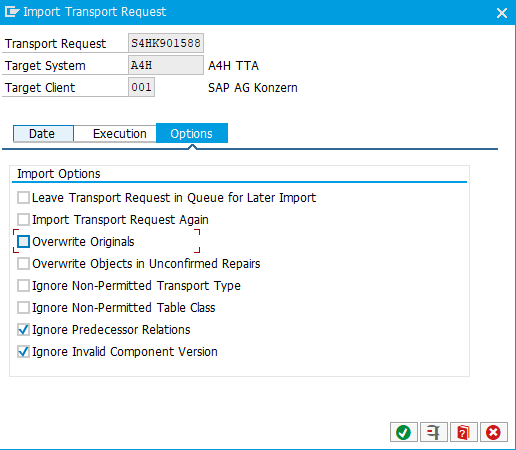 Import Transport Request
Transport Request S4HK901588
Target System A4H A4H TTA
Target Client 001 SAP AG Konzern
Date Execution Options
Import Options
Leave Transport Request in Queue for Later Import
Import Transport Request Again
Overwrite Originals
Overwrite Objects in Unconfirmed Repairs
Ignore Non-Permitted Transport Type
Ignore Non-Permitted Table Class
Ignore Predecessor Relations
Ignore Invalid Component Version